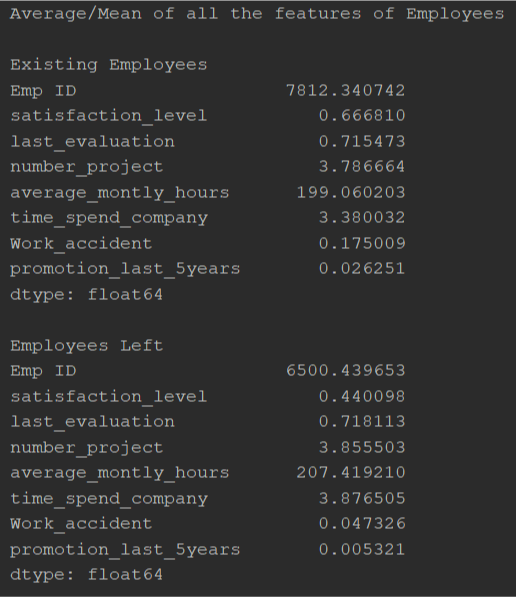 Average/Mean of all the features of Employees
Existing Employees
Emp ID 7812.340742
satisfaction_level 0.666810
last_evaluation 0.715473
number_project 3.786664
average_montly_hours 199.060203
time_spend_company 3.380032
Work_accident 0.175009
promotion_last_5years 0.026251
dtype: float64
Employees Left
Emp ID 6500.439653
satisfaction_level 0.440098
last_evaluation 0.718113
number_project 3.855503
average_montly_hours 207.419210
time_spend_company 3.876505
Work_accident 0.047326
promotion_last_5years 0.005321
dtype: float64